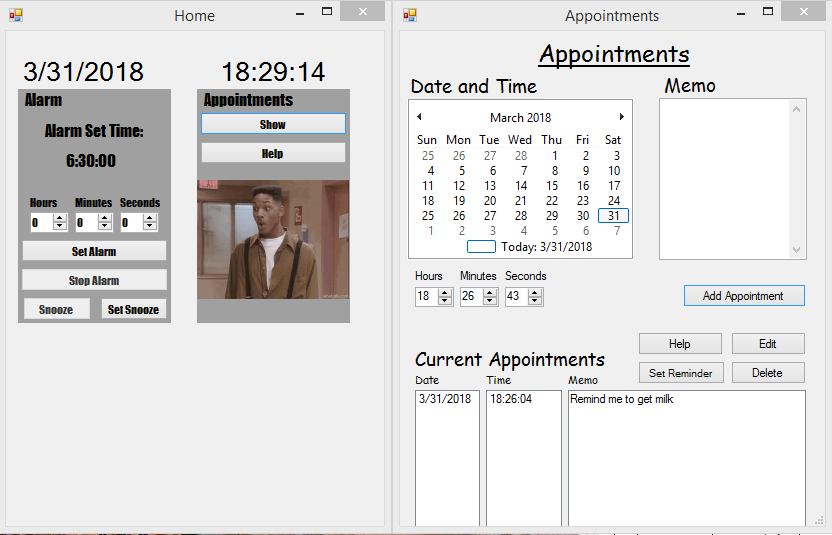 Home
3/31/2018 18:29:14
Alarm
Alarm Set Time:
6:30:00
Hours Minutes Seconds
0 0 0
Set Alarm
Stop Alarm
Snooze Set Snooze
Appointments
Show
Help
Appointments
Appointments
Date and Time
March 2018
Sun Mon Tue Wed Thu Fri Sat
25 26 27 28 1 2 3
4 5 6 7 8 9 10
11 12 13 14 15 16 17
18 19 20 21 22 23 24
25 26 27 28 29 30 31
1 2 3 4 5 6 7
Today: 3/31/2018
Memo
Hours Minutes Seconds
18 26 43
Add Appointment
Help Edit
Set Reminder Delete
Current Appointments
Date Time Memo
3/31/2018 18:26:04 Remind me to get milk